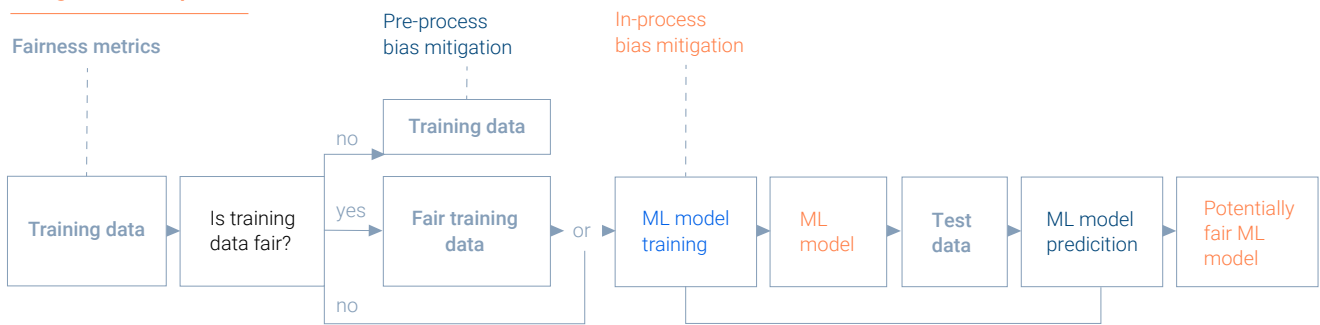 Fairness metrics
Pre-process
bias mitigation
In-process
bias mitigation
no
Training data
Training data
Is training
data fair?
yes
Fair training
data
or
ML model
training
ML
model
Test
data
ML model
predicition
Potentially
fair ML
model
no